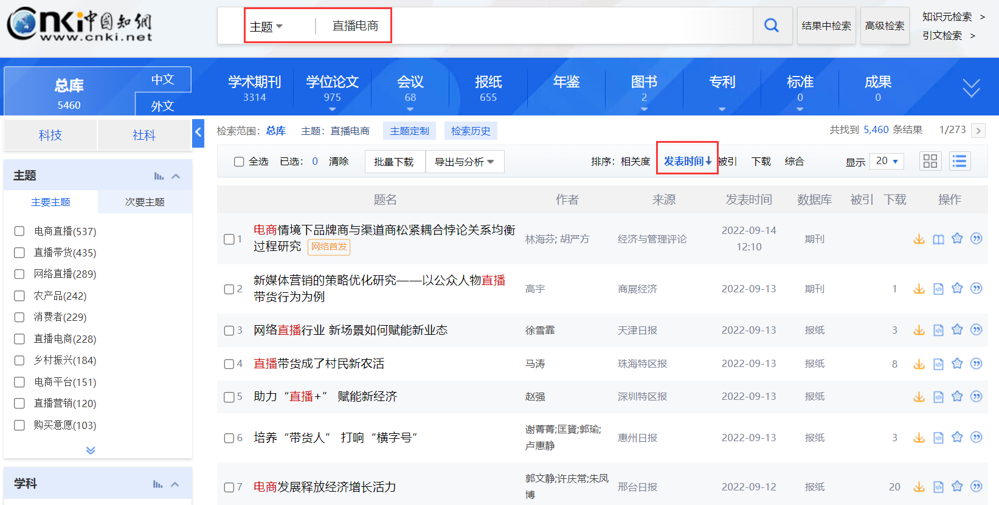 cnki中国知網
www.cnki.net
主题
直播电商
结果中检索
高级检索
知识元检索 >
引文检索 >
总库
5460
中文
外文
学术期刊
3314
学位论文
975
会议
68
报纸
655
年鉴
图书
2
专利
标准
0
成果
0
科技
社科
检索范围：总库 主题：直播电商 主题定制 检索历史
共找到 5,460 条结果 1/273 >
全选 已选：0 清除 批量下载 导出与分析
排序：相关度 发表时间↓ 被引 下载 综合 显示 20
主题
主要主题 次要主题
电商直播(537)
直播带货(435)
网络直播(289)
农产品(242)
消费者(229)
直播电商(228)
乡村振兴(184)
电商平台(151)
直播营销(120)
购买意愿(103)
学科
题名 作者 来源 发表时间 数据库 被引 下载 操作
1 电商情境下品牌商与渠道商松紧耦合悖论关系均衡
过程研究 网络首发
林海芬; 胡严方 经济与管理评论 2022-09-14
12:10
期刊
2 新媒体营销的策略优化研究——以公众人物直播
带货行为为例
高宇 商展经济 2022-09-13 期刊 1
3 网络直播行业 新场景如何赋能新业态 徐雪霏 天津日报 2022-09-13 报纸 3
4 直播带货成了村民新农活 马涛 珠海特区报 2022-09-13 报纸 8
5 助力“直播+” 赋能新经济 赵强 深圳特区报 2022-09-13 报纸
6 培养“带货人” 打响“横字号”
谢菁菁;匡贇;郭瑜;
卢惠静
惠州日报 2022-09-13 报纸 3
7 电商发展释放经济增长活力
郭文静;许庆常;朱凤
博
邢台日报 2022-09-12 报纸 20